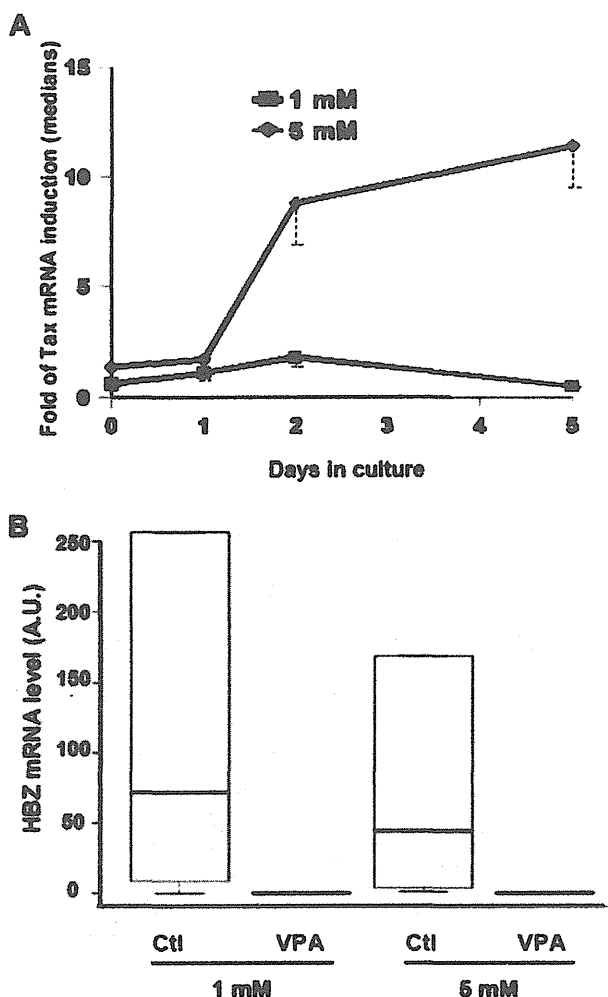 A
Fold of Tax mRNA induction (medians)
15
10
5
0
1 mM
5 mM
0 1 2 3 4 5
Days in culture
B
HBZ mRNA level (A.U.)
250
200
150
100
50
0
Ctl VPA Ctl VPA
1 mM 5 mM